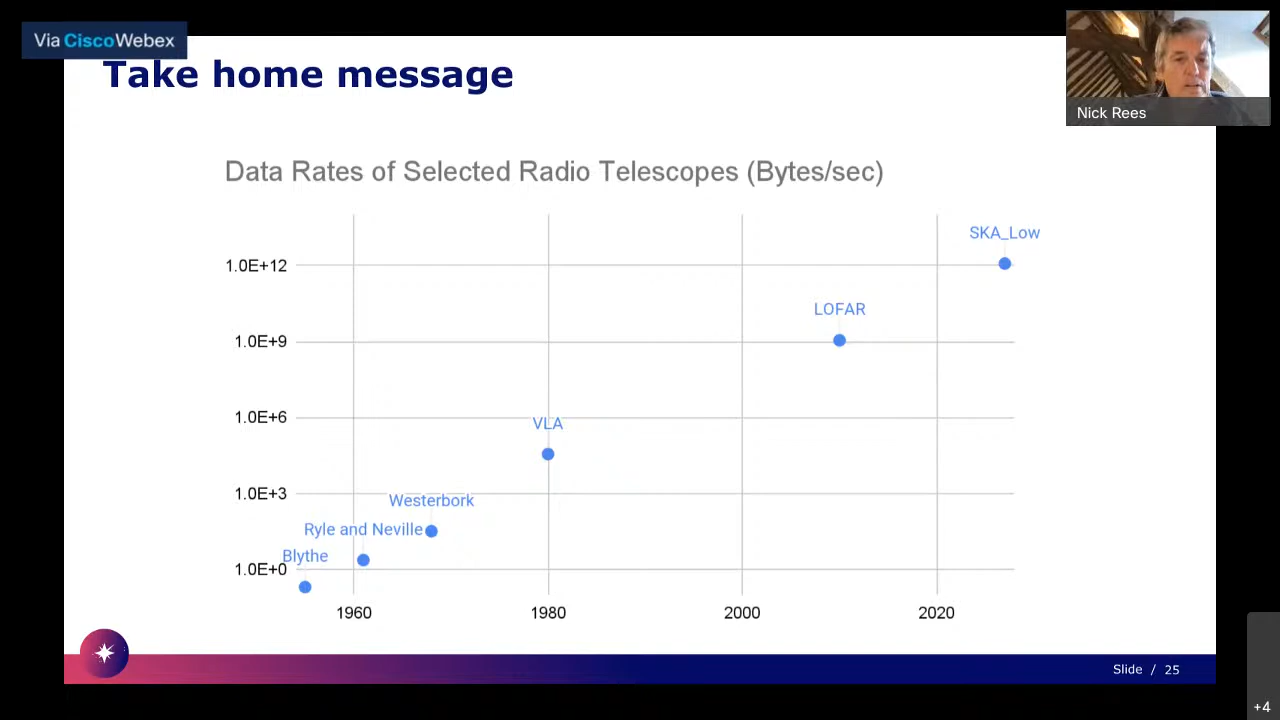 Via CiscoWebex
Take home message
Nick Rees
Data Rates of Selected Radio Telescopes (Bytes/sec)
SKA_Low
1.0E+12
LOFAR
1.0E+9
1.0E+6
VLA
1.0E+3
Westerbork
Ryle and Neville
Blythe
1.0E+0
1960
1980
2000
2020
Slide / 25
+4